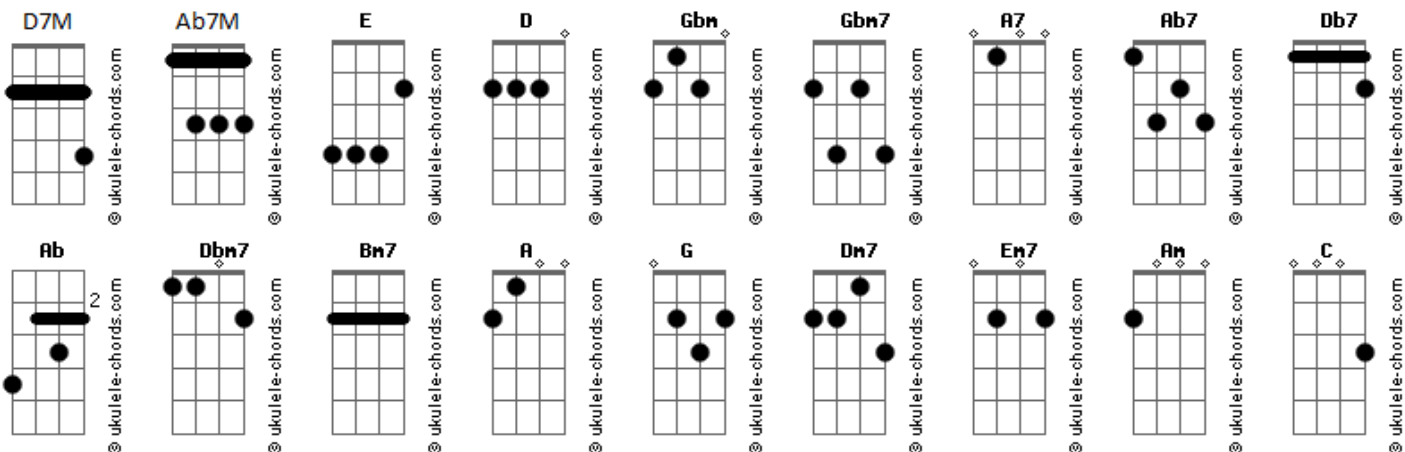 D7M Ab7M E D Gbm Gbm7 A7 Ab7 Db7
© ukulele-chords.com © ukulele-chords.com © ukulele-chords.com © ukulele-chords.com © ukulele-chords.com © ukulele-chords.com © ukulele-chords.com © ukulele-chords.com © ukulele-chords.com
Ab Dbm7 Bm7 A G Dm7 Em7 Am C
2
© ukulele-chords.com © ukulele-chords.com © ukulele-chords.com © ukulele-chords.com © ukulele-chords.com © ukulele-chords.com © ukulele-chords.com © ukulele-chords.com © ukulele-chords.com